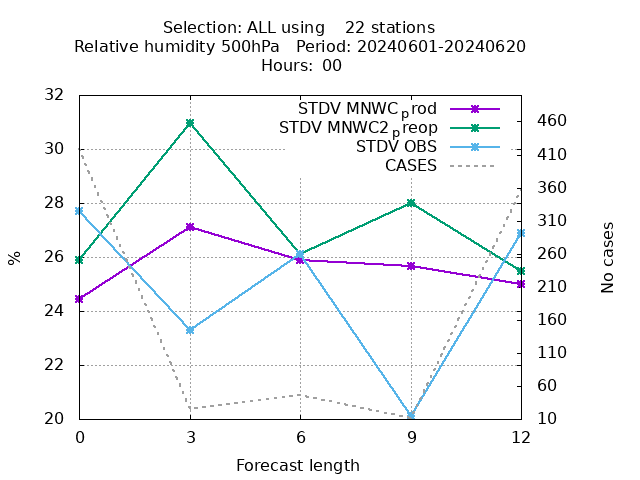 Selection: ALL using    22 stations
Relative humidity 500hPa   Period: 20240601-20240620
Hours: 00
STDV MNWC_prod
STDV MNWC2_preop
STDV OBS
CASES
%
32
30
28
26
24
22
20
460
410
360
310
260
210
160
110
60
10
No cases
0 3 6 9 12
Forecast length